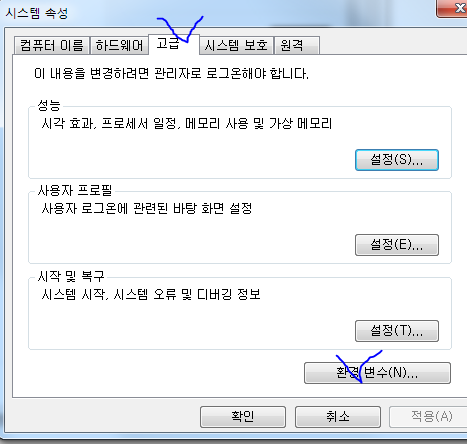 시스템 속성
컴퓨터 이름 하드웨어 고급 시스템 보호 원격
이 내용을 변경하려면 관리자로 로그온해야 합니다.
성능
시각 효과, 프로세서 일정, 메모리 사용 및 가상 메모리
설정(S)...
사용자 프로필
사용자 로그온에 관련된 바탕 화면 설정
설정(E)...
시작 및 복구
시스템 시작, 시스템 오류 및 디버깅 정보
설정(T)...
환경 변수(N)...
확인 취소 적용(A)